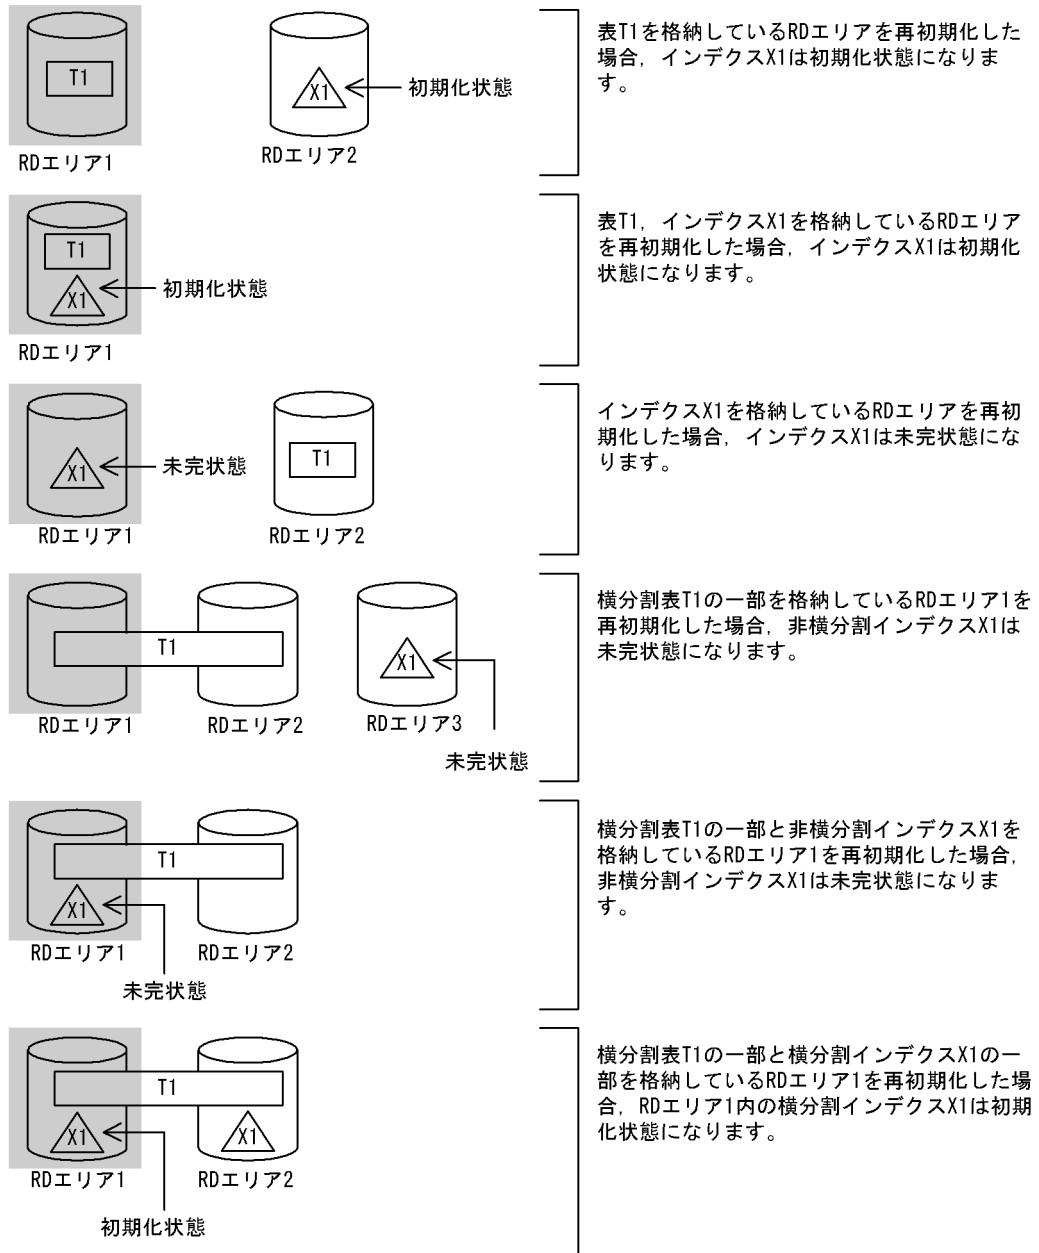 T1
X1
初期化状態
RDエリア1
RDエリア2
表T1を格納しているRDエリアを再初期化した
場合，インデクスX1は初期化状態になりま
す。
T1
X1
初期化状態
RDエリア1
表T1，インデクスX1を格納しているRDエリア
を再初期化した場合，インデクスX1は初期化
状態になります。
X1
未完状態
T1
RDエリア1
RDエリア2
インデクスX1を格納しているRDエリアを再初
期化した場合，インデクスX1は未完状態にな
ります。
T1
X1
RDエリア1
RDエリア2
RDエリア3
未完状態
横分割表T1の一部を格納しているRDエリア1を
再初期化した場合，非横分割インデクスX1は
未完状態になります。
T1
X1
RDエリア1
RDエリア2
未完状態
横分割表T1の一部と非横分割インデクスX1を
格納しているRDエリア1を再初期化した場合，
非横分割インデクスX1は未完状態になりま
す。
T1
X1
X1
RDエリア1
RDエリア2
初期化状態
横分割表T1の一部と横分割インデクスX1の一
部を格納しているRDエリア1を再初期化した場
合，RDエリア1内の横分割インデクスX1は初期
化状態になります。